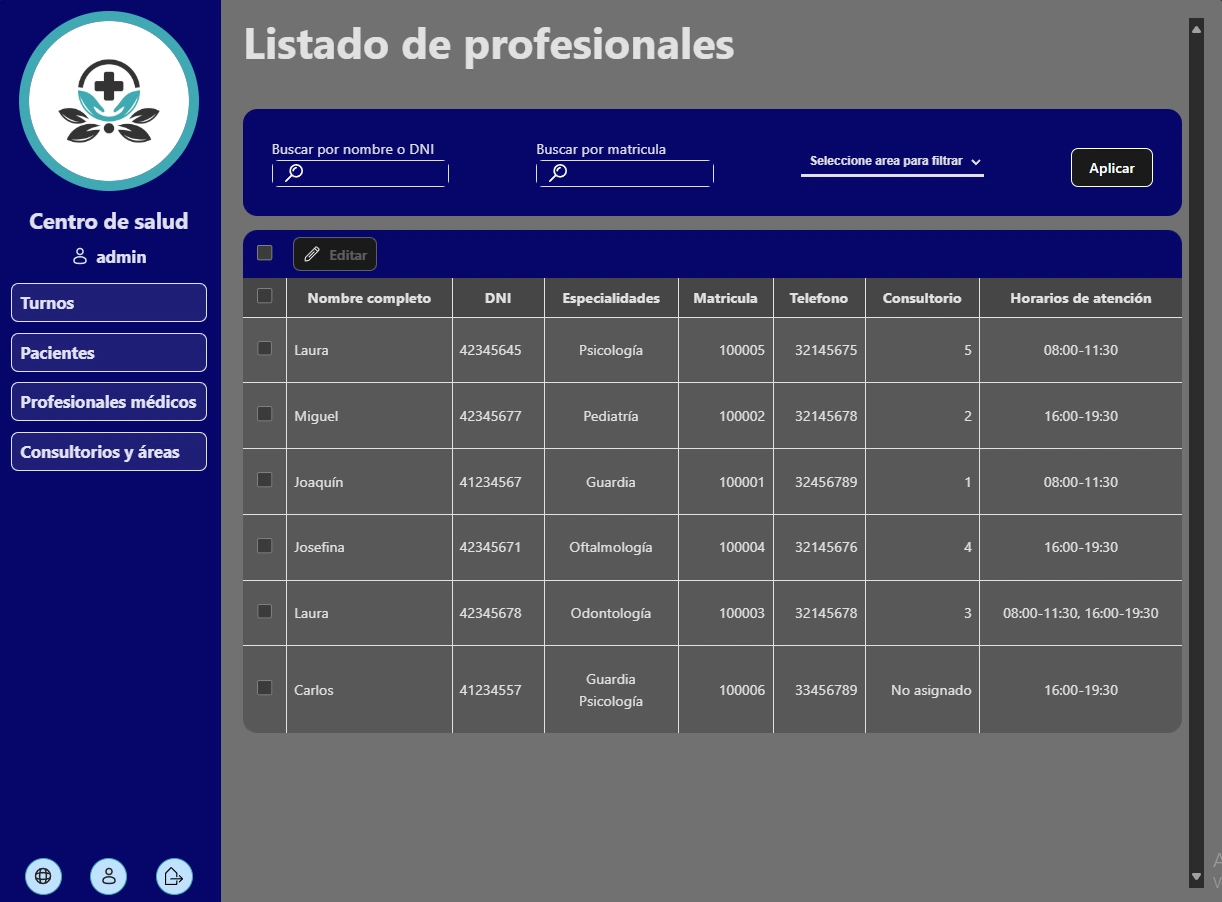 Listado de profesionales
Buscar por nombre o DNI
Buscar por matricula
Seleccione area para filtrar
Aplicar
Centro de salud
admin
Turnos
Pacientes
Profesionales médicos
Consultorios y áreas
Editar
Nombre completo DNI Especialidades Matricula Telefono Consultorio Horarios de atención
Laura 42345645 Psicología 100005 32145675 5 08:00-11:30
Miguel 42345677 Pediatría 100002 32145678 2 16:00-19:30
Joaquín 41234567 Guardia 100001 32456789 1 08:00-11:30
Josefina 42345671 Oftalmología 100004 32145676 4 16:00-19:30
Laura 42345678 Odontología 100003 32145678 3 08:00-11:30, 16:00-19:30
Carlos 41234557 Guardia Psicología 100006 33456789 No asignado 16:00-19:30